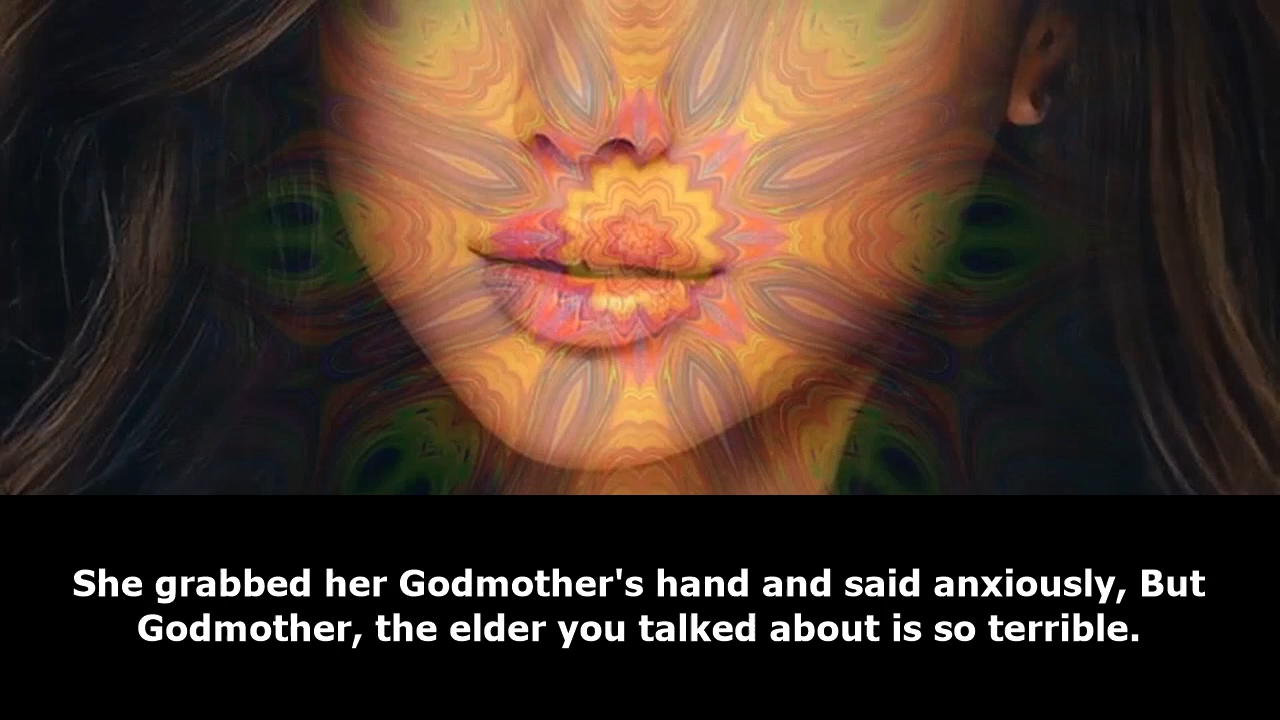 She grabbed her Godmother's hand and said anxiously, But
Godmother, the elder you talked about is so terrible.